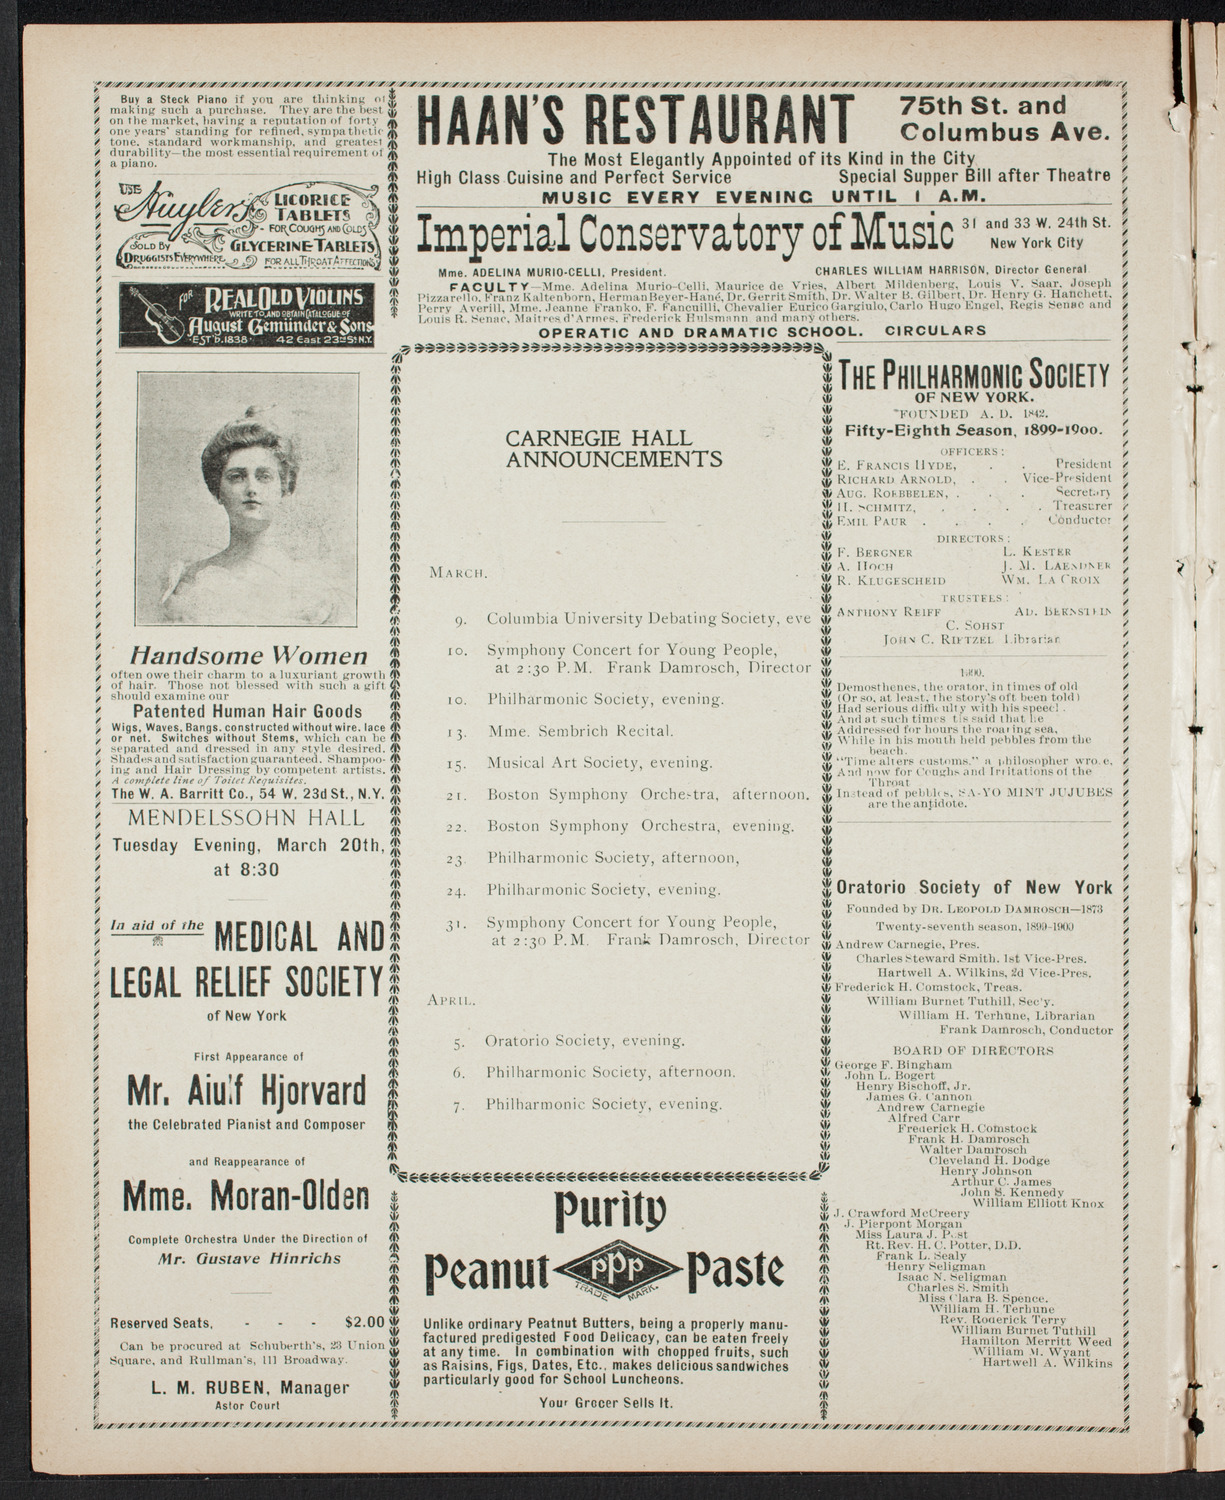 Buy a Steck Piano if you are thinking of
making such a purchase. They are the best
on the market, having a reputation of forty
one years' standing for refined, sympathetic
tone, standard workmanship, and greatest
durability—the most essential requirement of
a piano.
USE
Huyler's LICORICE
TABLETS
FOR COUGHS AND COLDS
SOLD BY
DRUGGISTS EVERYWHERE
GLYCERINE TABLETS
FOR ALL THROAT AFFECTIONS
FOR REAL OLD VIOLINS
WRITE TO AND OBTAIN CATALOGUE OF
August Gemünder & Sons
EST'D. 1838. 42 East 23rd St. N.Y.
Handsome Women
often owe their charm to a luxuriant growth
of hair. Those not blessed with such a gift
should examine our
Patented Human Hair Goods
Wigs, Waves, Bangs, constructed without wire, lace
or net. Switches without Stems, which can be
separated and dressed in any style desired.
Shades and satisfaction guaranteed. Shampoo-
ing and Hair Dressing by competent artists.
A complete line of Toilet Requisites.
The W. A. Barritt Co., 54 W. 23d St., N.Y.
MENDELSSOHN HALL
Tuesday Evening, March 20th,
at 8:30
In aid of the MEDICAL AND
LEGAL RELIEF SOCIETY
of New York
First Appearance of
Mr. Aiulf Hjorvard
the Celebrated Pianist and Composer
and Reappearance of
Mme. Moran-Olden
Complete Orchestra Under the Direction of
Mr. Gustave Hinrichs
Reserved Seats, - - - $2.00
Can be procured at Schuberth's, 23 Union
Square, and Rullman's, 111 Broadway.
L. M. RUBEN, Manager
Astor Court
HAAN'S RESTAURANT 75th St. and
Columbus Ave.
The Most Elegantly Appointed of its Kind in the City
High Class Cuisine and Perfect Service Special Supper Bill after Theatre
MUSIC EVERY EVENING UNTIL 1 A.M.
Imperial Conservatory of Music 31 and 33 W. 24th St.
New York City
Mme. ADELINA MURIO-CELLI, President. CHARLES WILLIAM HARRISON, Director General
FACULTY—Mme. Adelina Murio-Celli, Maurice de Vries, Albert Mildenberg, Louis V. Saar, Joseph
Pizzarello, Franz Kaltenborn, Herman Beyer-Hané, Dr. Gerrit Smith, Dr. Walter B. Gilbert, Dr. Henry G. Hanchett,
Perry Averill, Mme. Jeanne Franko, F. Fanciulli, Chevalier Eurico Gargiulo, Carlo Hugo Engel, Regis Senac and
Louis R. Senac, Maitres d'Armes, Frederick Hulsmann and many others.
OPERATIC AND DRAMATIC SCHOOL. CIRCULARS
CARNEGIE HALL
ANNOUNCEMENTS
MARCH.
9. Columbia University Debating Society, eve
10. Symphony Concert for Young People,
at 2:30 P.M. Frank Damrosch, Director
10. Philharmonic Society, evening.
13. Mme. Sembrich Recital.
15. Musical Art Society, evening.
21. Boston Symphony Orchestra, afternoon.
22. Boston Symphony Orchestra, evening.
23. Philharmonic Society, afternoon,
24. Philharmonic Society, evening.
31. Symphony Concert for Young People,
at 2:30 P.M. Frank Damrosch, Director
APRIL.
5. Oratorio Society, evening.
6. Philharmonic Society, afternoon.
7. Philharmonic Society, evening.
Purity
Peanut PPP Paste
TRADE MARK.
Unlike ordinary Peatnut Butters, being a properly manu-
factured predigested Food Delicacy, can be eaten freely
at any time. In combination with chopped fruits, such
as Raisins, Figs, Dates, Etc., makes delicious sandwiches
particularly good for School Luncheons.
Your Grocer Sells It.
THE PHILHARMONIC SOCIETY
OF NEW YORK.
FOUNDED A. D. 1842.
Fifty-Eighth Season, 1899-1900.
OFFICERS:
E. FRANCIS HYDE, . . President
RICHARD ARNOLD, . . Vice-President
AUG. ROEBBELEN, . . . Secretary
H. SCHMITZ, . . . . Treasurer
EMIL PAUR . . . . Conductor
DIRECTORS:
F. BERGNER L. KESTER
A. HOCH J. M. LAENDNER
R. KLUGESCHEID WM. LA CROIX
TRUSTEES:
ANTHONY REIFF AD. BERNSTEIN
C. SOHST
JOHN C. RIETZEL Librarian
1900.
Demosthenes, the orator, in times of old
(Or so, at least, the story's oft been told)
Had serious difficulty with his speech.
And at such times tis said that he
Addressed for hours the roaring sea,
While in his mouth held pebbles from the
beach.
"Time alters customs," a philosopher wrote.
And now for Coughs and Irritations of the
Throat
Instead of pebbles, SA-YO MINT JUJUBES
are the antidote.
Oratorio Society of New York
Founded by DR. LEOPOLD DAMROSCH—1873
Twenty-seventh season, 1899-1900
Andrew Carnegie, Pres.
Charles Steward Smith, 1st Vice-Pres.
Hartwell A. Wilkins, 2d Vice-Pres.
Frederick H. Comstock, Treas.
William Burnet Tuthill, Sec'y.
William H. Terhune, Librarian
Frank Damrosch, Conductor
BOARD OF DIRECTORS
George F. Bingham
John L. Bogert
Henry Bischoff, Jr.
James G. Cannon
Andrew Carnegie
Alfred Carr
Frederick H. Comstock
Frank H. Damrosch
Walter Damrosch
Cleveland H. Dodge
Henry Johnson
Arthur C. James
John S. Kennedy
William Elliott Knox
J. Crawford McCreery
J. Pierpont Morgan
Miss Laura J. Post
Rt. Rev. H. C. Potter, D.D.
Frank L. Sealy
Henry Seligman
Isaac N. Seligman
Charles S. Smith
Miss Clara B. Spence.
William H. Terhune
Rev. Roderick Terry
William Burnet Tuthill
Hamilton Merritt Weed
William M. Wyant
Hartwell A. Wilkins